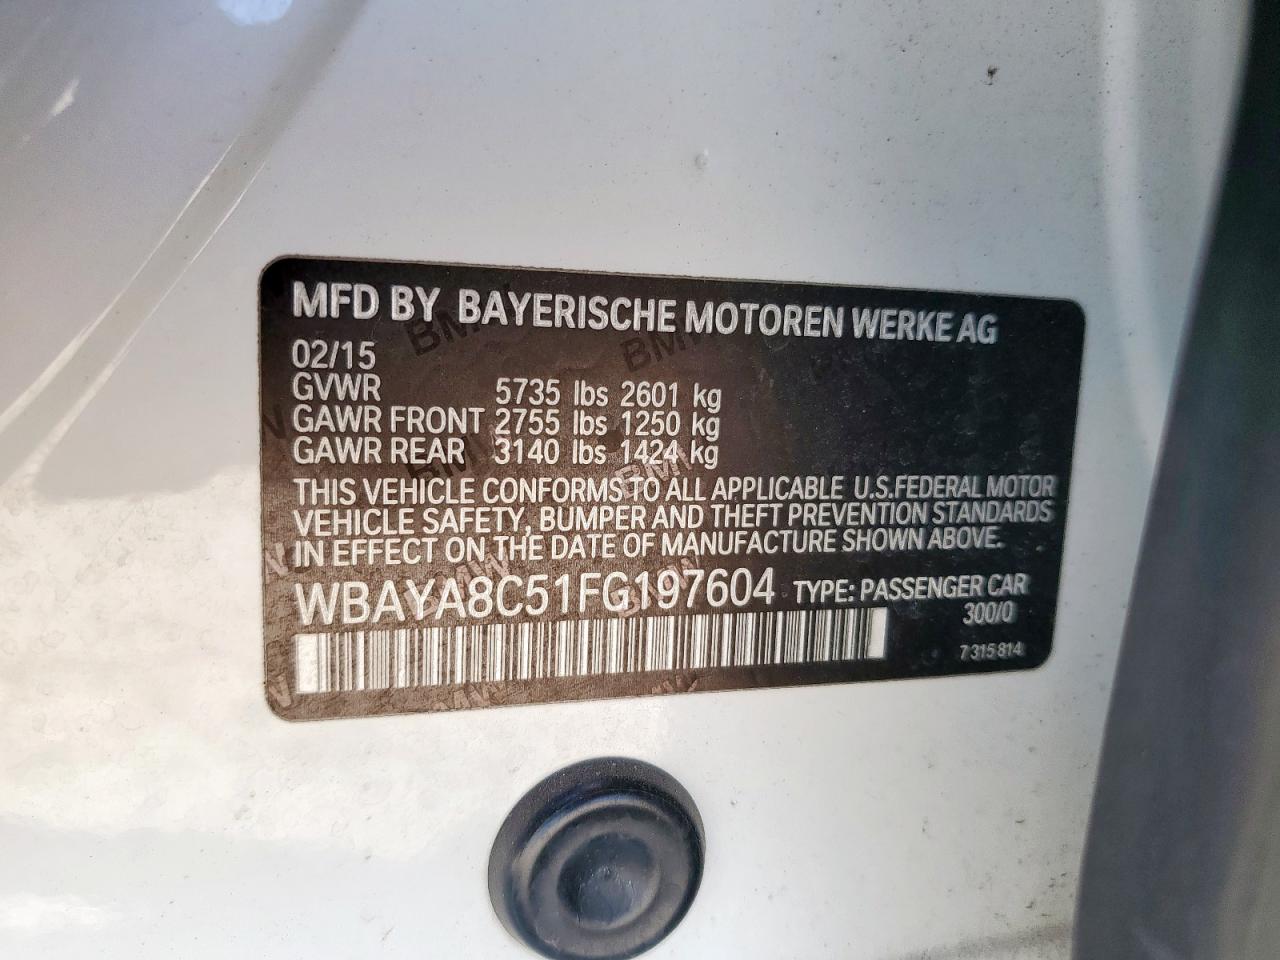 MFD BY BAYERISCHE MOTOREN WERKE AG
02/15
GVWR 5735 lbs 2601 kg
GAWR FRONT 2755 lbs 1250 kg
GAWR REAR 3140 lbs 1424 kg
THIS VEHICLE CONFORMS TO ALL APPLICABLE U.S.FEDERAL MOTOR
VEHICLE SAFETY, BUMPER AND THEFT PREVENTION STANDARDS
IN EFFECT ON THE DATE OF MANUFACTURE SHOWN ABOVE.
WBAYA8C51FG197604 TYPE: PASSENGER CAR
300/0
7 315 814